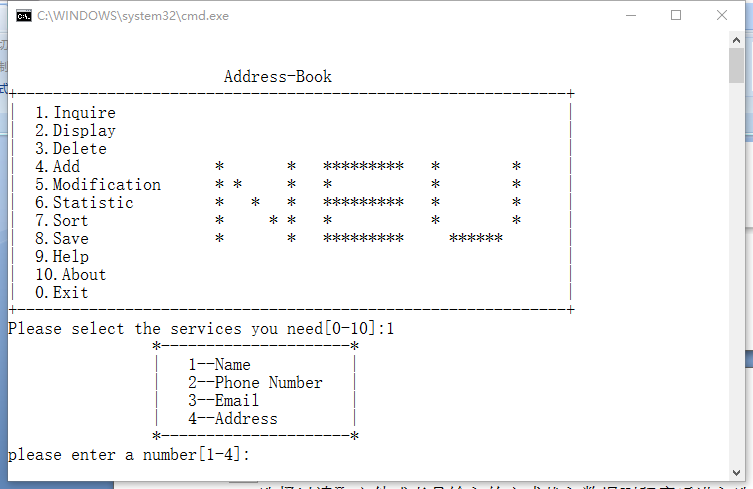 C:\WINDOWS\system32\cmd.exe
Address-Book
+-------------------------------------------------------------+
| 1.Inquire |
| 2.Display |
| 3.Delete |
| 4.Add * * ********* * * |
| 5.Modification * * * * * * |
| 6.Statistic * * * ********* * * |
| 7.Sort * * * * * * |
| 8.Save * * ********* ****** |
| 9.Help |
| 10.About |
| 0.Exit |
+-------------------------------------------------------------+
Please select the services you need[0-10]:1
*---------------------*
| 1--Name |
| 2--Phone Number |
| 3--Email |
| 4--Address |
*---------------------*
please enter a number[1-4]: